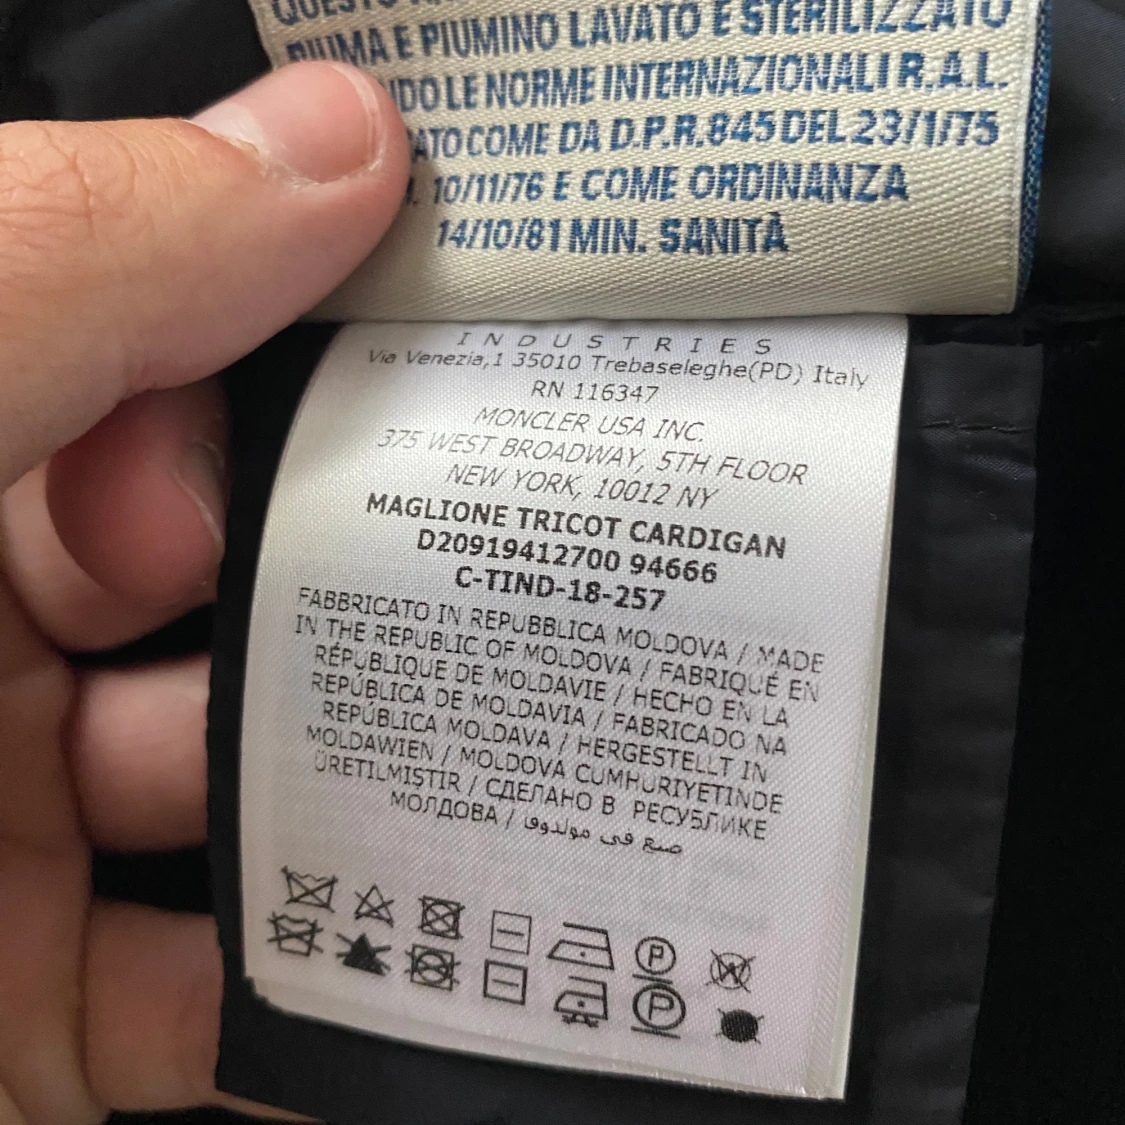 QUESTO
PIUMA E PIUMINO LAVATO E STERILIZZATO
NDO LE NORME INTERNAZIONALI R.A.L.
ATO COME DA D.P.R. 845 DEL 23/1/75
. 10/11/76 E COME ORDINANZA
14/10/81 MIN. SANITÀ
INDUSTRIES
Via Venezia,1 35010 Trebaseleghe(PD) Italy
RN 116347
MONCLER USA INC.
375 WEST BROADWAY, 5TH FLOOR
NEW YORK, 10012 NY
MAGLIONE TRICOT CARDIGAN
D20919412700 94666
C-TIND-18-257
FABBRICATO IN REPUBBLICA MOLDOVA / MADE
IN THE REPUBLIC OF MOLDOVA / FABRIQUÉ EN
RÉPUBLIQUE DE MOLDAVIE / HECHO EN LA
REPÚBLICA DE MOLDAVIA / FABRICADO NA
REPÚBLICA MOLDAVA / HERGESTELLT IN
MOLDAWIEN / MOLDOVA CUMHURIYETINDE
ÜRETILMIŞTIR / СДЕЛАНО В РЕСУБЛИКЕ
МОЛДОВА / صنع في مولدوفا
P
W
P